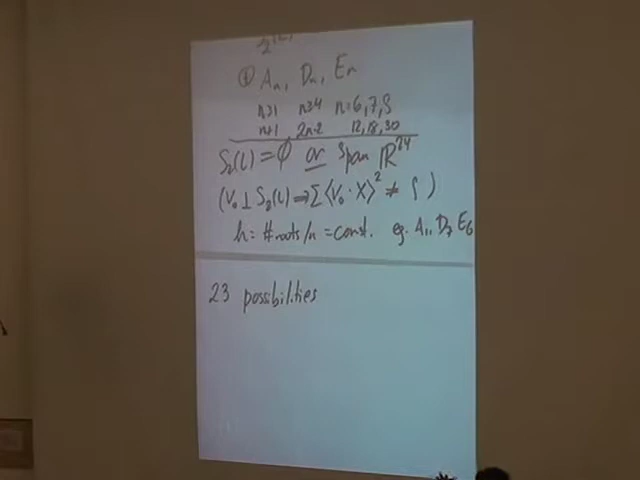 ⊕ Aₙ, Dₙ, Eₙ
n≥1 n≥4 n=6,7,8
n+1 2n-2 12,18,30
S₂(L)=∅ or span ℝ²⁴
(V₀ ⊥ S₂(L) ⟹ Σ⟨V₀·X⟩² ≠ )
h = #roots/n = const. eg. A₁₁ D₇ E₆
23 possibilities